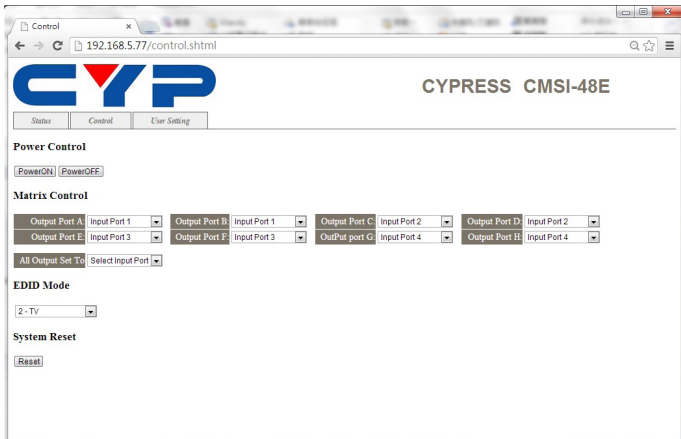 Control
192.168.5.77/control.shtml
CYP
CYPRESS CMSI-48E
Status Control User Setting
Power Control
PowerON PowerOFF
Matrix Control
Output Port A: Input Port 1 Output Port B: Input Port 1 Output Port C: Input Port 2 Output Port D: Input Port 2
Output Port E: Input Port 3 Output Port F: Input Port 3 OutPut port G: Input Port 4 Output Port H: Input Port 4
All Output Set To Select Input Port
EDID Mode
2 - TV
System Reset
Reset